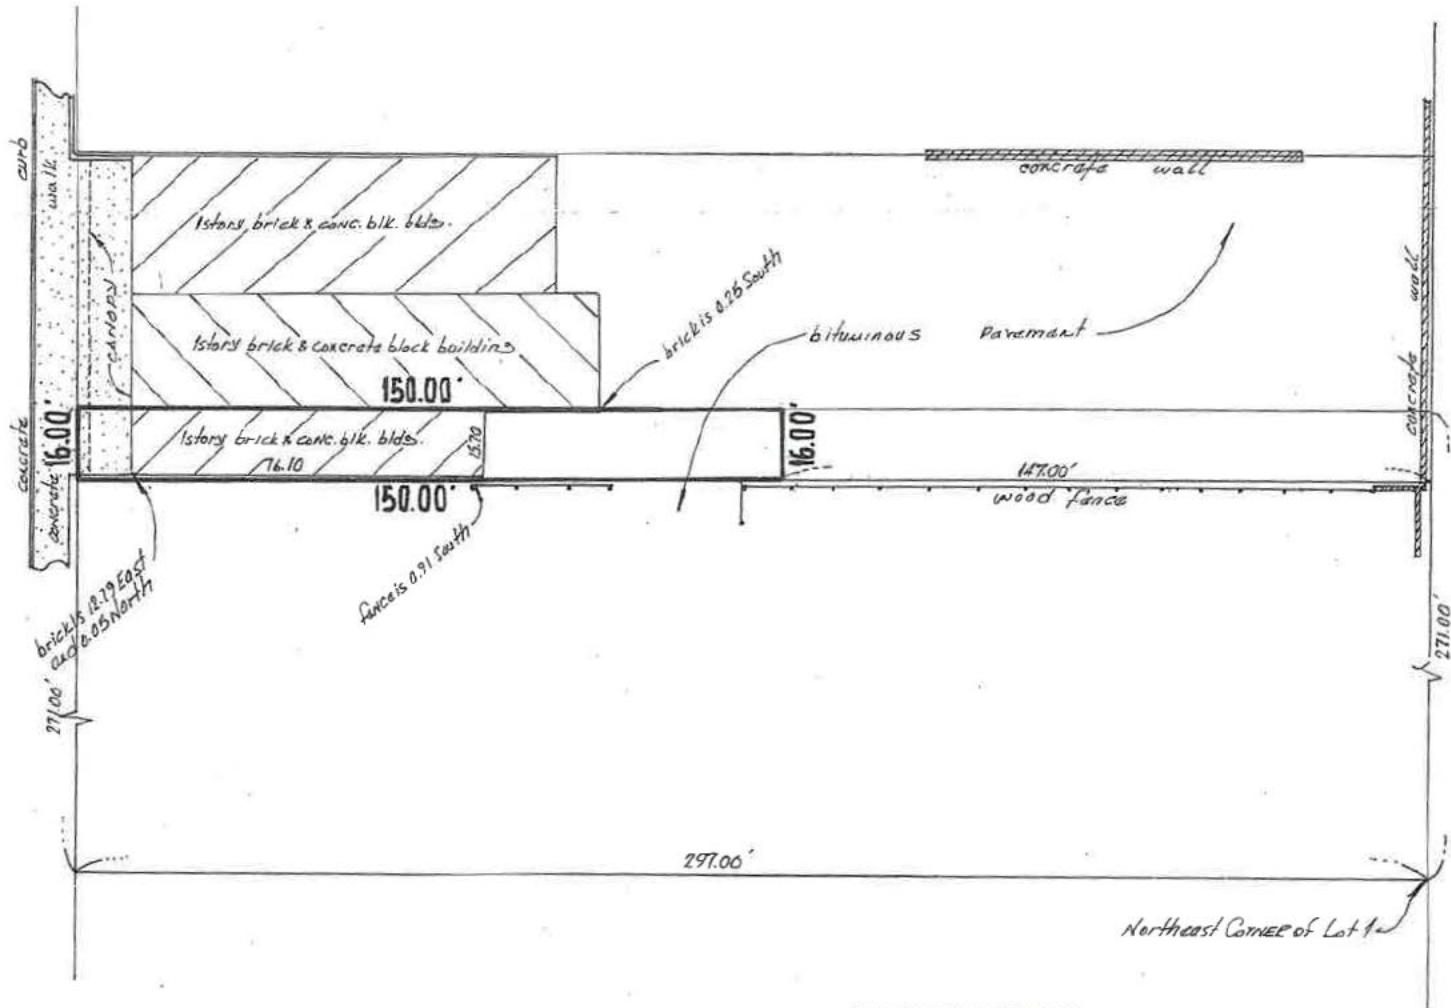 curb
walk
concrete wall
1story brick & conc. blk. bldg.
CANOPY
brick is 0.25 South
concrete wall
1story brick & concrete block building
bituminous pavement
150.00'
16.00'
concrete
concrete
1story brick & conc. blk. bldg.
76.10
15.70
16.00'
147.00'
wood fence
150.00'
fence is 0.91 South
brick is 12.19 East
and 0.05 North
271.00'
271.00'
297.00'
Northeast CORNER of Lot 1